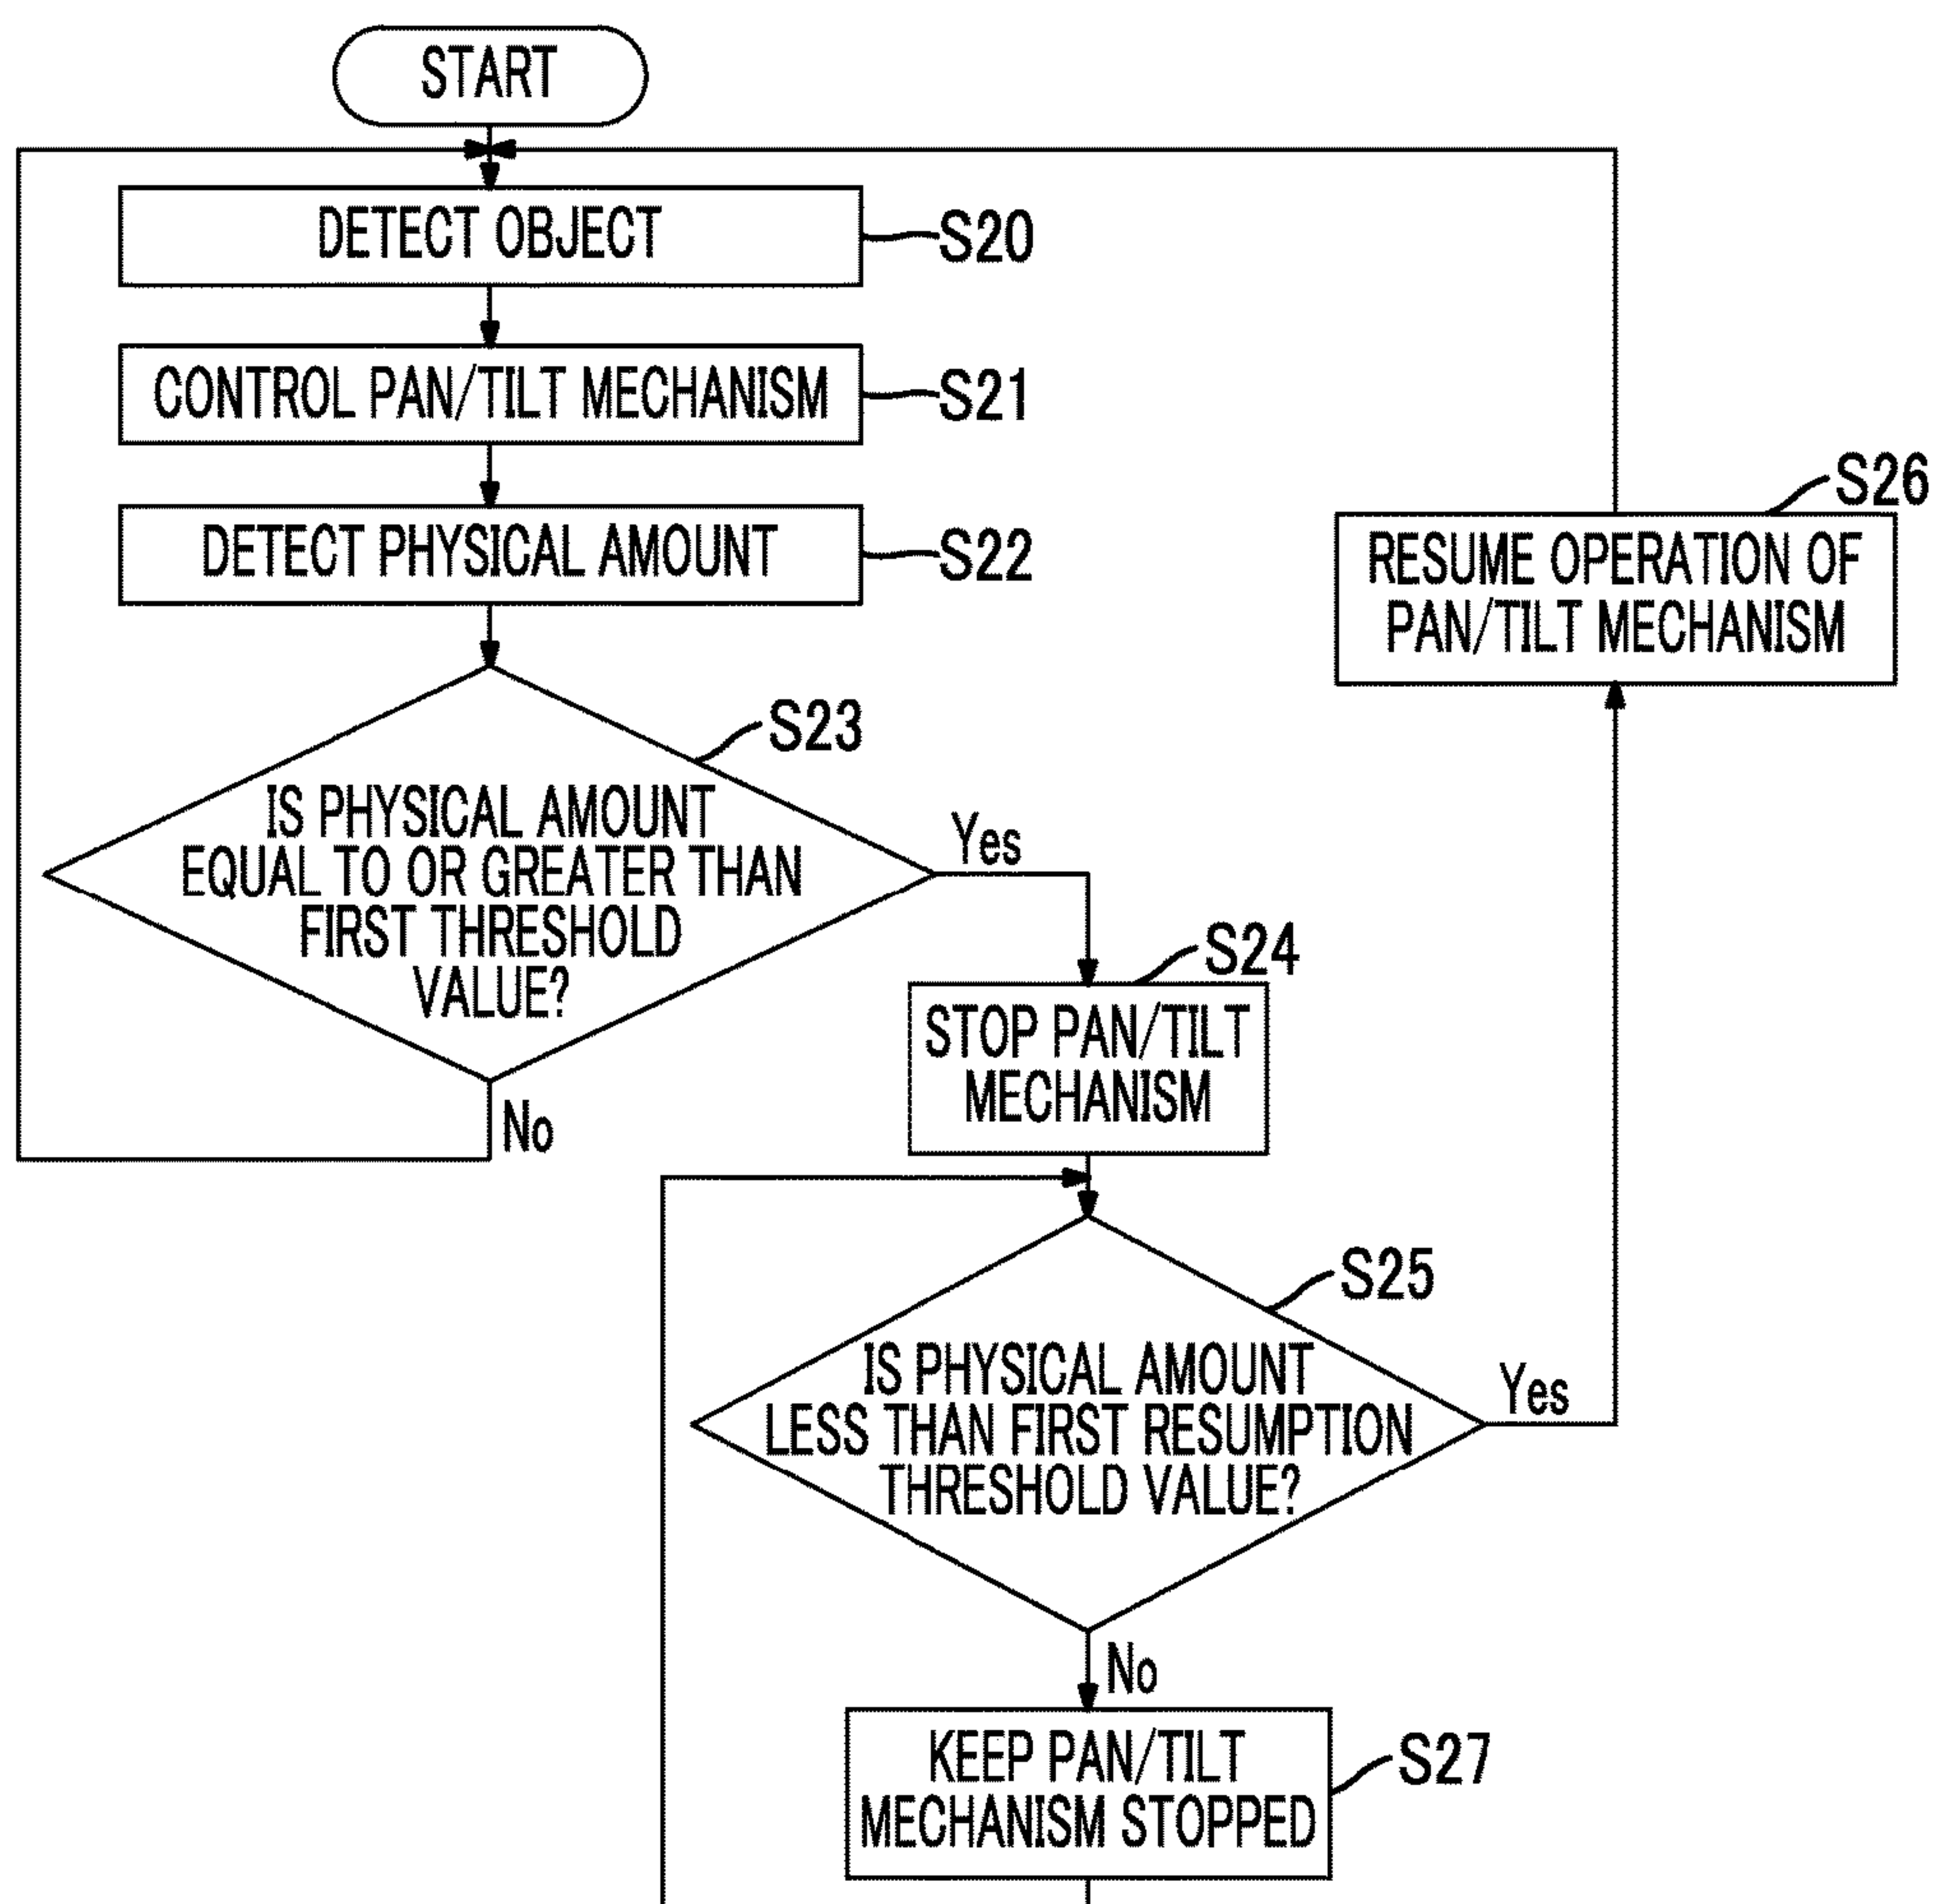 START
DETECT OBJECT
S20
CONTROL PAN/TILT MECHANISM
S21
DETECT PHYSICAL AMOUNT
S22
S26
RESUME OPERATION OF
PAN/TILT MECHANISM
S23
IS PHYSICAL AMOUNT
EQUAL TO OR GREATER THAN
FIRST THRESHOLD
VALUE?
Yes
No
S24
STOP PAN/TILT
MECHANISM
S25
IS PHYSICAL AMOUNT
LESS THAN FIRST RESUMPTION
THRESHOLD VALUE?
Yes
No
KEEP PAN/TILT
MECHANISM STOPPED
S27